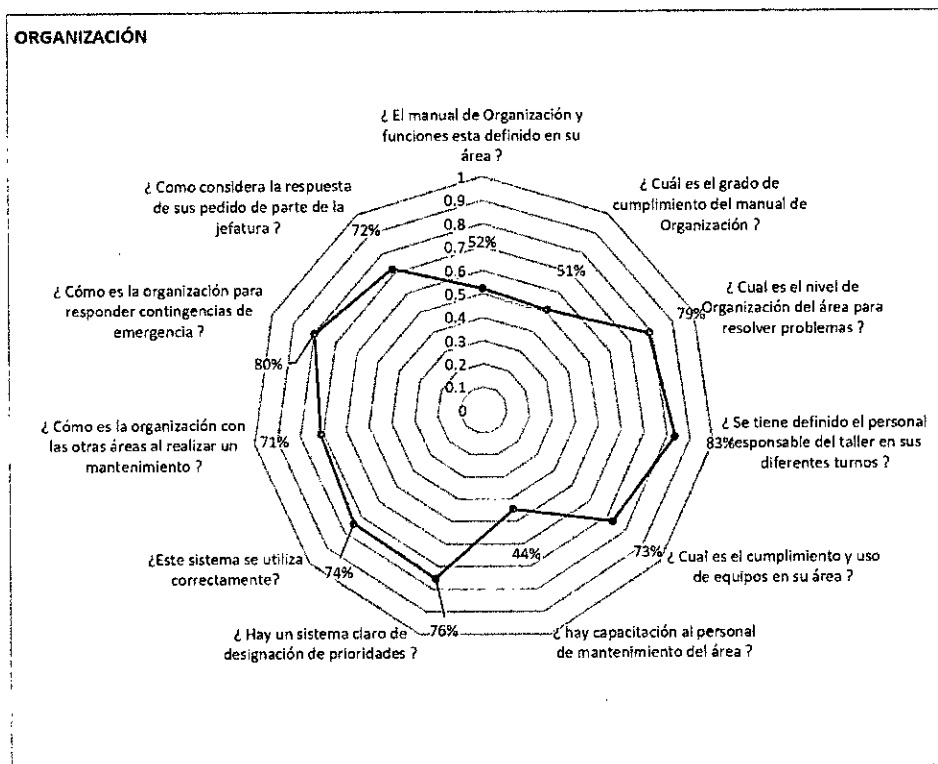 ORGANIZACIÓN
¿ El manual de Organización y
funciones esta definido en su
área ?
1
0.9
0.8
0.7
0.6
0.5
0.4
0.3
0.2
0.1
0
52%
¿ Cuál es el grado de
cumplimiento del manual de
Organización ?
51%
¿ Cual es el nivel de
Organización del área para
resolver problemas ?
79%
¿ Se tiene definido el personal
responsable del taller en sus
diferentes turnos ?
83%
¿ Cual es el cumplimiento y uso
de equipos en su área ?
73%
¿ hay capacitación al personal
de mantenimiento del área ?
44%
¿ Hay un sistema claro de
designación de prioridades ?
76%
¿Este sistema se utiliza
correctamente?
74%
¿ Cómo es la organización con
las otras áreas al realizar un
mantenimiento ?
71%
¿ Cómo es la organización para
responder contingencias de
emergencia ?
80%
¿ Como considera la respuesta
de sus pedido de parte de la
jefatura ?
72%